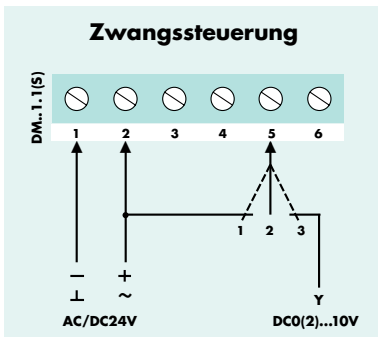 Zwangssteuerung
DM..1.1(S)
1 2 3 4 5 6
1 2 3
− +
⊥ ~
Y
AC/DC24V DC0(2)...10V